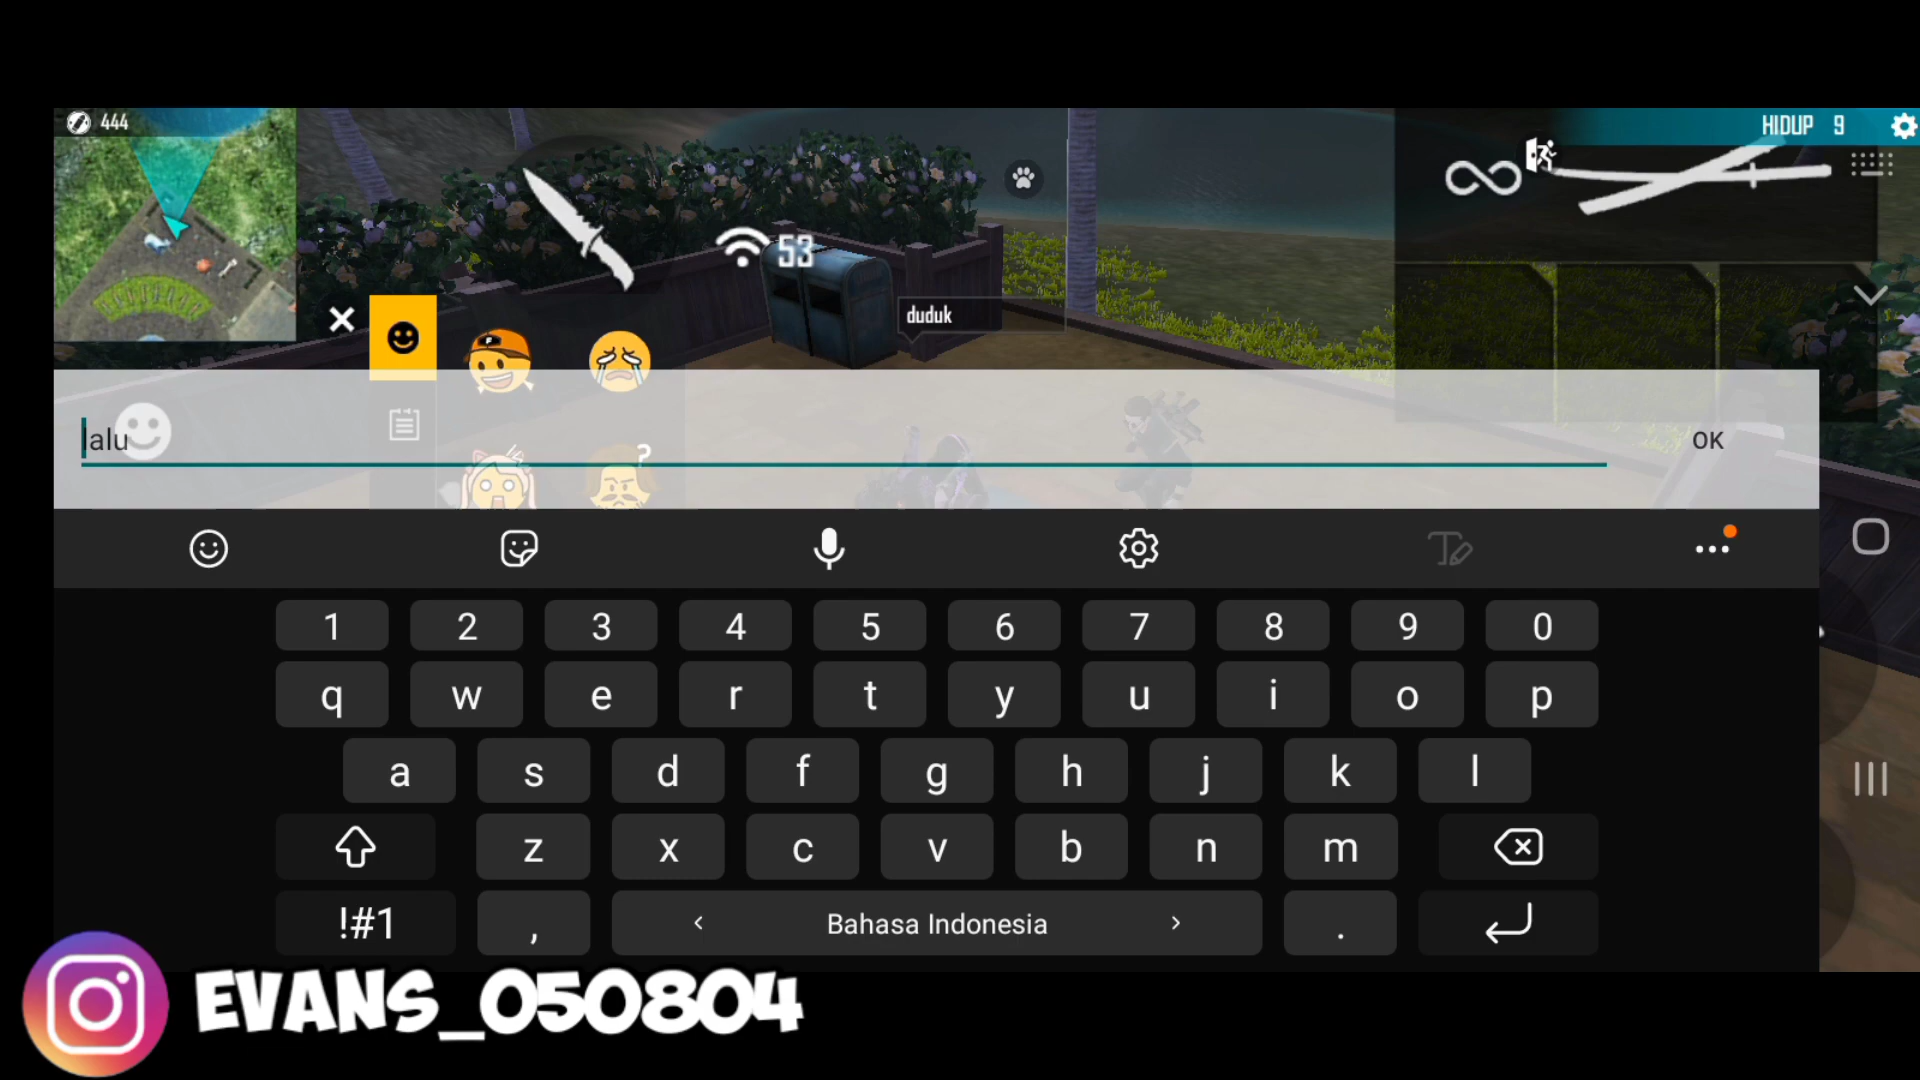 444
HIDUP 9
53
duduk
lalu
OK
1 2 3 4 5 6 7 8 9 0
q w e r t y u i o p
a s d f g h j k l
z x c v b n m
!#1 , < Bahasa Indonesia > .
EVANS_050804